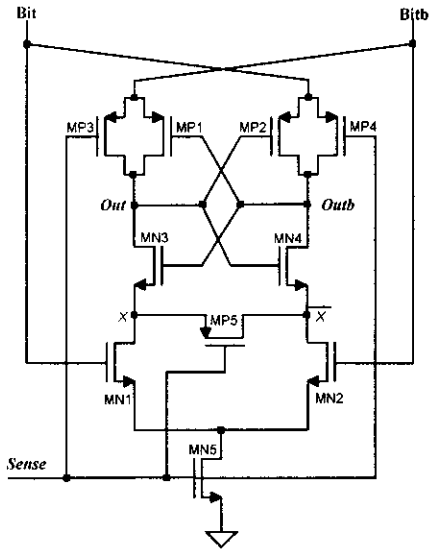 Bit Bitb
MP3 MP1 MP2 MP4
Out Outb
MN3 MN4
X MP5 X̅
MN1 MN2
MN5
Sense